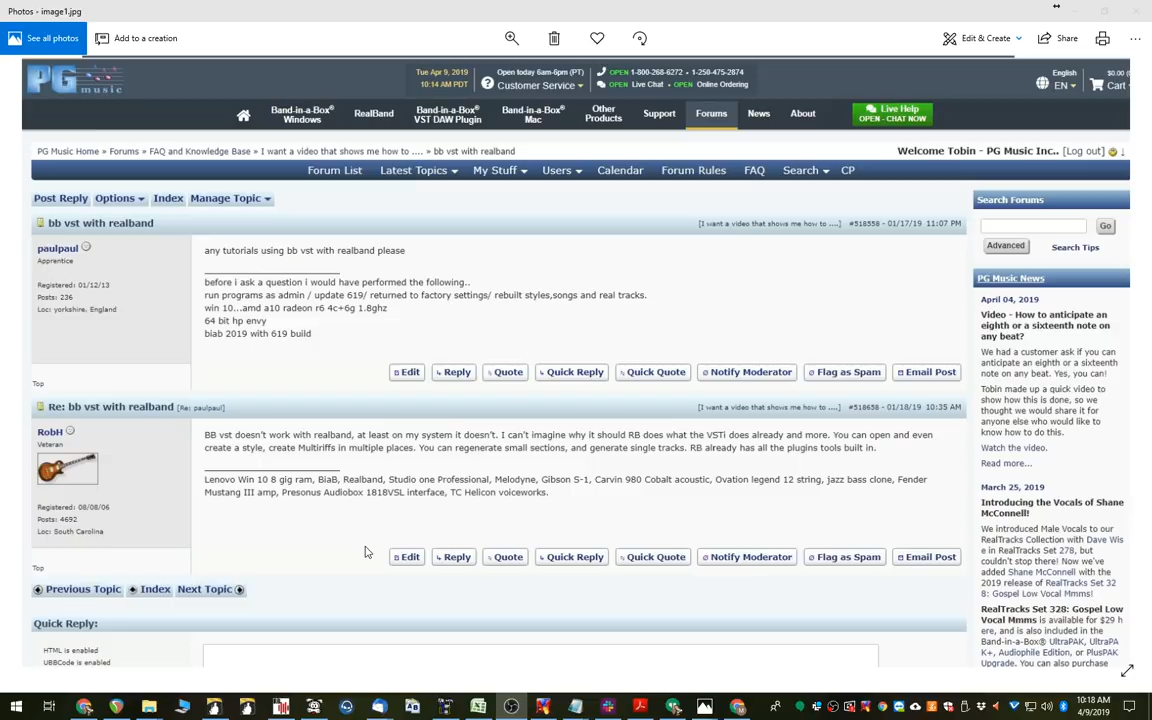 Photos - image1.jpg
See all photos
Add to a creation
Edit & Create
Share
PG music
Tue Apr 9, 2019
10:14 AM PDT
Open today 6am-6pm (PT)
Customer Service
OPEN 1-800-268-6272 • 1-250-475-2874
OPEN Live Chat • OPEN Online Ordering
English
EN
$0.00
Cart
Band-in-a-Box®
Windows
RealBand
Band-in-a-Box®
VST DAW Plugin
Band-in-a-Box®
Mac
Other
Products
Support
Forums
News
About
Live Help
OPEN - CHAT NOW
PG Music Home » Forums » FAQ and Knowledge Base » I want a video that shows me how to .... » bb vst with realband
Welcome Tobin - PG Music Inc.. [Log out]
Forum List Latest Topics My Stuff Users Calendar Forum Rules FAQ Search CP
Post Reply Options Index Manage Topic
bb vst with realband
[I want a video that shows me how to ....] #518558 - 01/17/19 11:07 PM
paulpaul
Apprentice
Registered: 01/12/13
Posts: 236
Loc: yorkshire, England
any tutorials using bb vst with realband please
before i ask a question i would have performed the following..
run programs as admin / update 619/ returned to factory settings/ rebuilt styles,songs and real tracks.
win 10...amd a10 radeon r6 4c+6g 1.8ghz
64 bit hp envy
biab 2019 with 619 build
Edit Reply Quote Quick Reply Quick Quote Notify Moderator Flag as Spam Email Post
Top
Re: bb vst with realband [Re: paulpaul]
[I want a video that shows me how to ....] #518658 - 01/18/19 10:35 AM
RobH
Veteran
Registered: 08/08/06
Posts: 4692
Loc: South Carolina
BB vst doesn't work with realband, at least on my system it doesn't. I can't imagine why it should RB does what the VSTi does already and more. You can open and even
create a style, create Multiriffs in multiple places. You can regenerate small sections, and generate single tracks. RB already has all the plugins tools built in.
Lenovo Win 10 8 gig ram, BiaB, Realband, Studio one Professional, Melodyne, Gibson S-1, Carvin 980 Cobalt acoustic, Ovation legend 12 string, jazz bass clone, Fender
Mustang III amp, Presonus Audiobox 1818VSL interface, TC Helicon voiceworks.
Edit Reply Quote Quick Reply Quick Quote Notify Moderator Flag as Spam Email Post
Top
Previous Topic Index Next Topic
Quick Reply:
HTML is enabled
UBBCode is enabled
Search Forums
Go
Advanced
Search Tips
PG Music News
April 04, 2019
Video - How to anticipate an
eighth or a sixteenth note on
any beat?
We had a customer ask if you can
anticipate an eighth or sixteenth
note on any beat. Yes, you can!
Tobin made up a quick video to
show how this is done, so we
thought we would share it for
anyone else who would like to
know how to do this.
Watch the video.
Read more...
March 25, 2019
Introducing the Vocals of Shane
McConnell!
We introduced Male Vocals to our
RealTracks Collection with Dave Wis
e in RealTracks Set 278, but
couldn't stop there! Now we've
added Shane McConnell with the
2019 release of RealTracks Set 32
8: Gospel Low Vocal Mmms!
RealTracks Set 328: Gospel Low
Vocal Mmms is available for $29 h
ere, and is also included in the
Band-in-a-Box® UltraPAK, UltraPA
K+, Audiophile Edition, or PlusPAK
Upgrade. You can also purchase
10:18 AM
4/9/2019